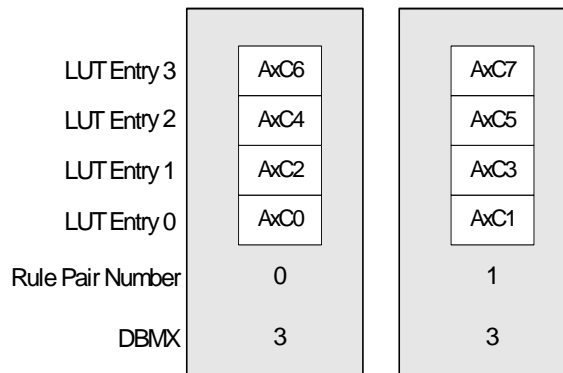 LUT Entry 3 AxC6 AxC7
LUT Entry 2 AxC4 AxC5
LUT Entry 1 AxC2 AxC3
LUT Entry 0 AxC0 AxC1
Rule Pair Number 0 1
DBMX 3 3